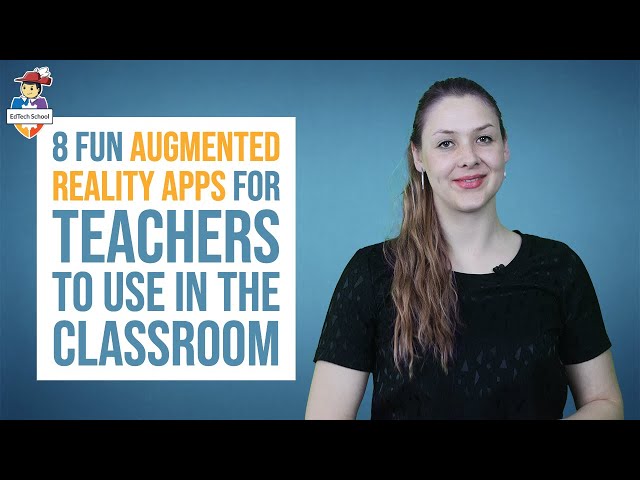 EdTech School
8 FUN AUGMENTED
REALITY APPS FOR
TEACHERS
TO USE IN THE
CLASSROOM